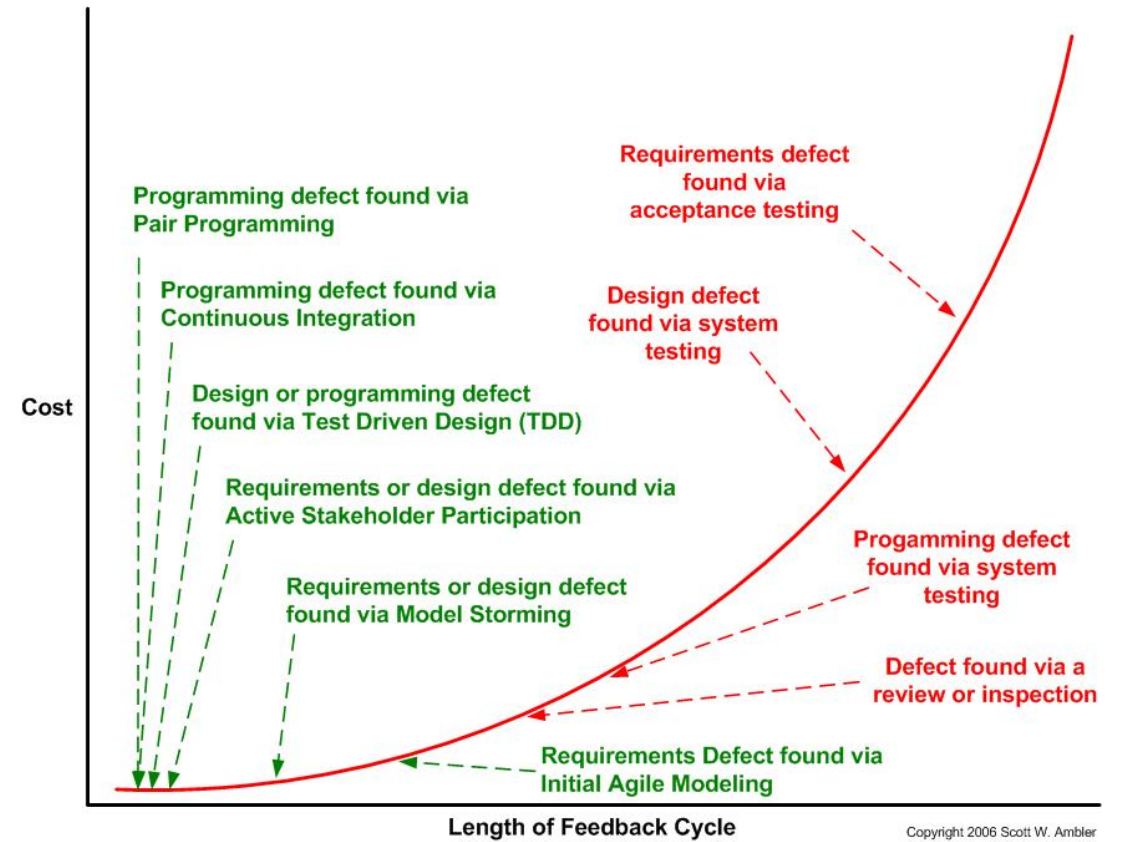 Requirements defect
found via
acceptance testing
Programming defect found via
Pair Programming
Programming defect found via
Continuous Integration
Design defect
found via system
testing
Design or programming defect
found via Test Driven Design (TDD)
Cost
Requirements or design defect found via
Active Stakeholder Participation
Progamming defect
found via system
testing
Requirements or design defect
found via Model Storming
Defect found via a
review or inspection
Requirements Defect found via
Initial Agile Modeling
Length of Feedback Cycle
Copyright 2006 Scott W. Ambler